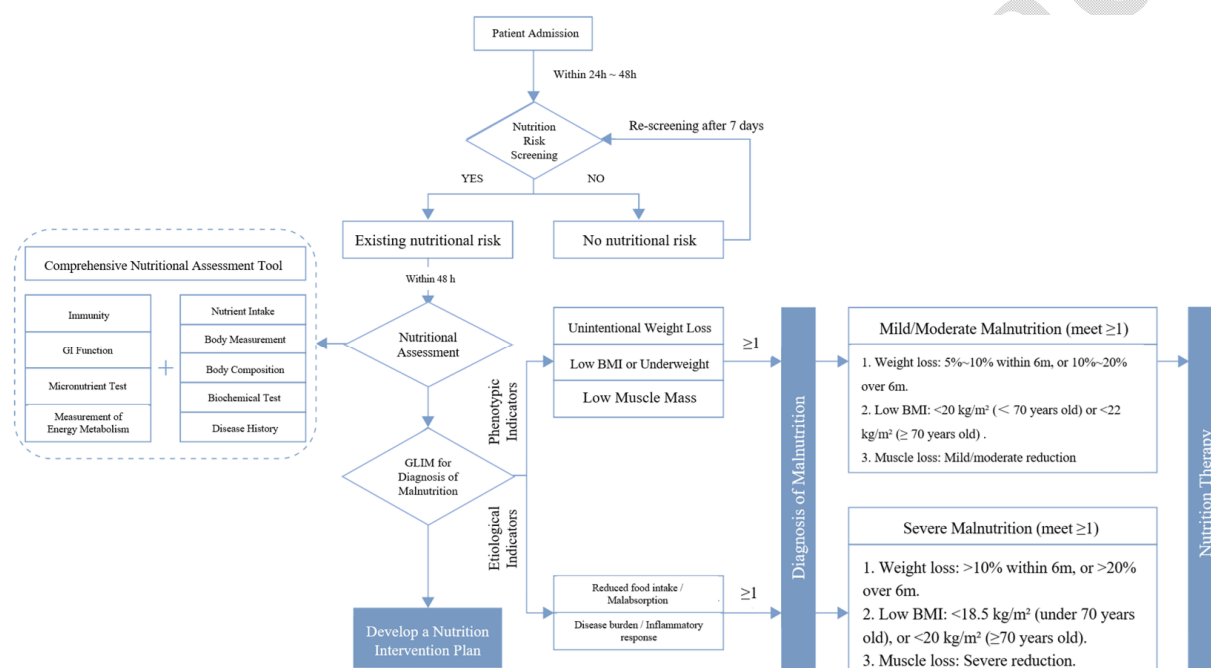 Patient Admission
Within 24h ~ 48h
Nutrition
Risk
Screening
Re-screening after 7 days
YES
NO
Existing nutritional risk
No nutritional risk
Within 48 h
Comprehensive Nutritional Assessment Tool
Immunity
GI Function
Micronutrient Test
Measurement of
Energy Metabolism
+
Nutrient Intake
Body Measurement
Body Composition
Biochemical Test
Disease History
Nutritional
Assessment
GLIM for
Diagnosis of
Malnutrition
Develop a Nutrition
Intervention Plan
Phenotypic
Indicators
Etiological
Indicators
Unintentional Weight Loss
Low BMI or Underweight
Low Muscle Mass
≥1
Reduced food intake /
Malabsorption
Disease burden / Inflammatory
response
≥1
Diagnosis of Malnutrition
Mild/Moderate Malnutrition (meet ≥1)
1. Weight loss: 5%~10% within 6m, or 10%~20%
over 6m.
2. Low BMI: <20 kg/m² (< 70 years old) or <22
kg/m² (≥ 70 years old) .
3. Muscle loss: Mild/moderate reduction
Severe Malnutrition (meet ≥1)
1. Weight loss: >10% within 6m, or >20%
over 6m.
2. Low BMI: <18.5 kg/m² (under 70 years
old), or <20 kg/m² (≥70 years old).
3. Muscle loss: Severe reduction.
Nutrition Therapy